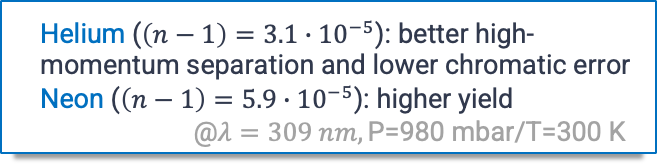 Helium ((n − 1) = 3.1 · 10⁻⁵): better high-
momentum separation and lower chromatic error
Neon ((n − 1) = 5.9 · 10⁻⁵): higher yield
@λ = 309 nm, P=980 mbar/T=300 K